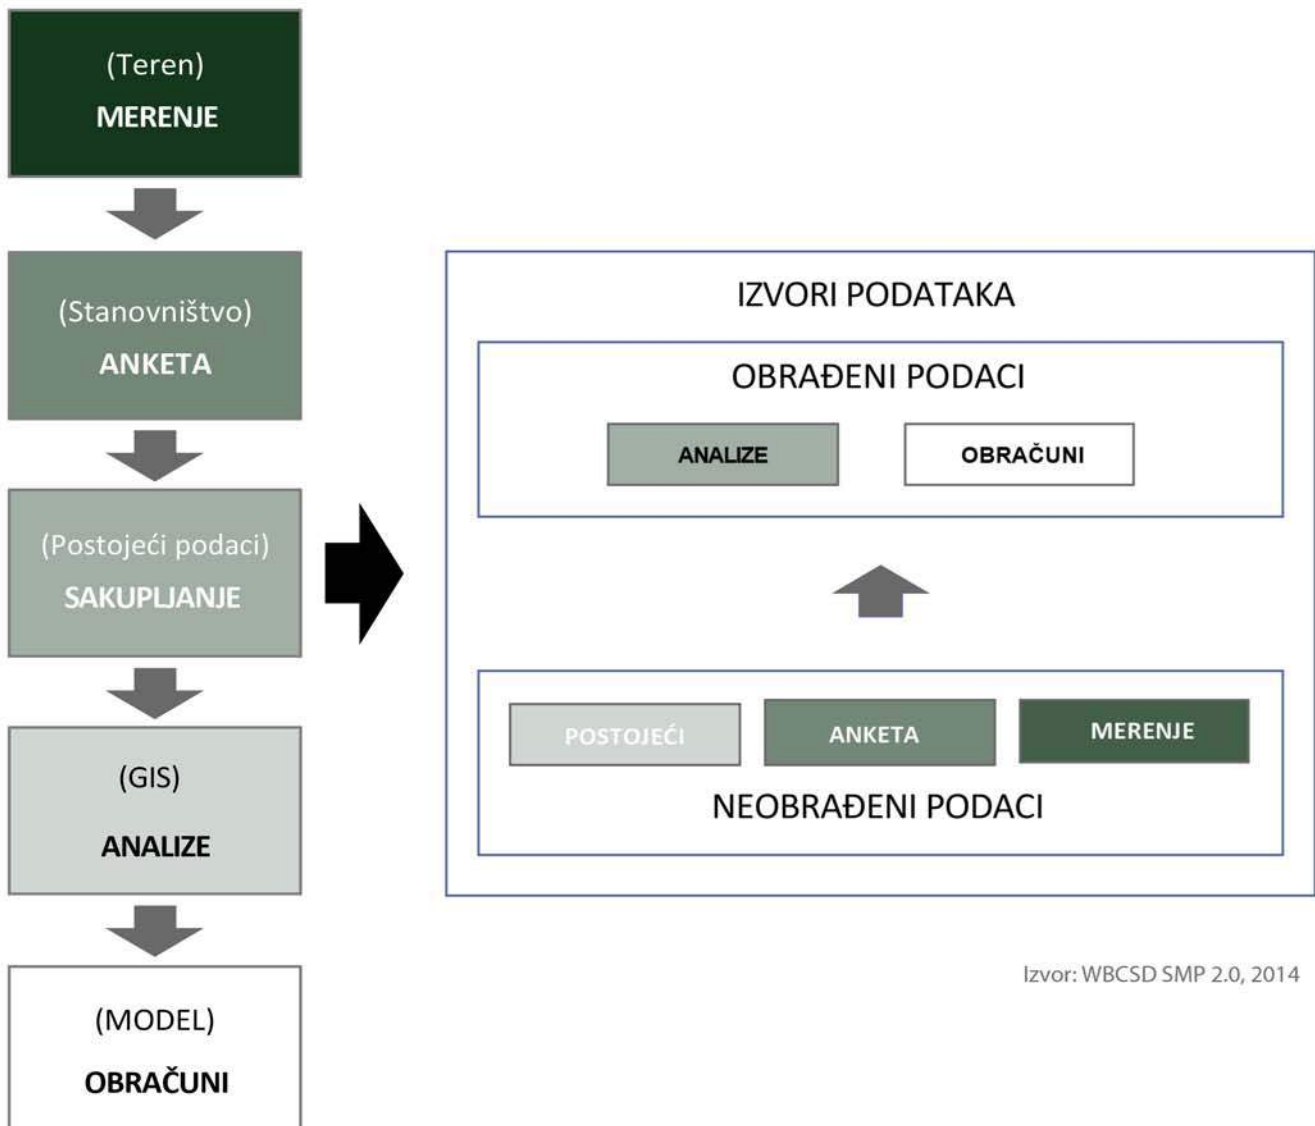 (Teren)
MERENJE
(Stanovništvo)
ANKETA
(Postojeći podaci)
SAKUPLJANJE
(GIS)
ANALIZE
(MODEL)
OBRAČUNI
IZVORI PODATAKA
OBRAĐENI PODACI
ANALIZE
OBRAČUNI
POSTOJEĆI
ANKETA
MERENJE
NEOBRAĐENI PODACI
Izvor: WBCSD SMP 2.0, 2014